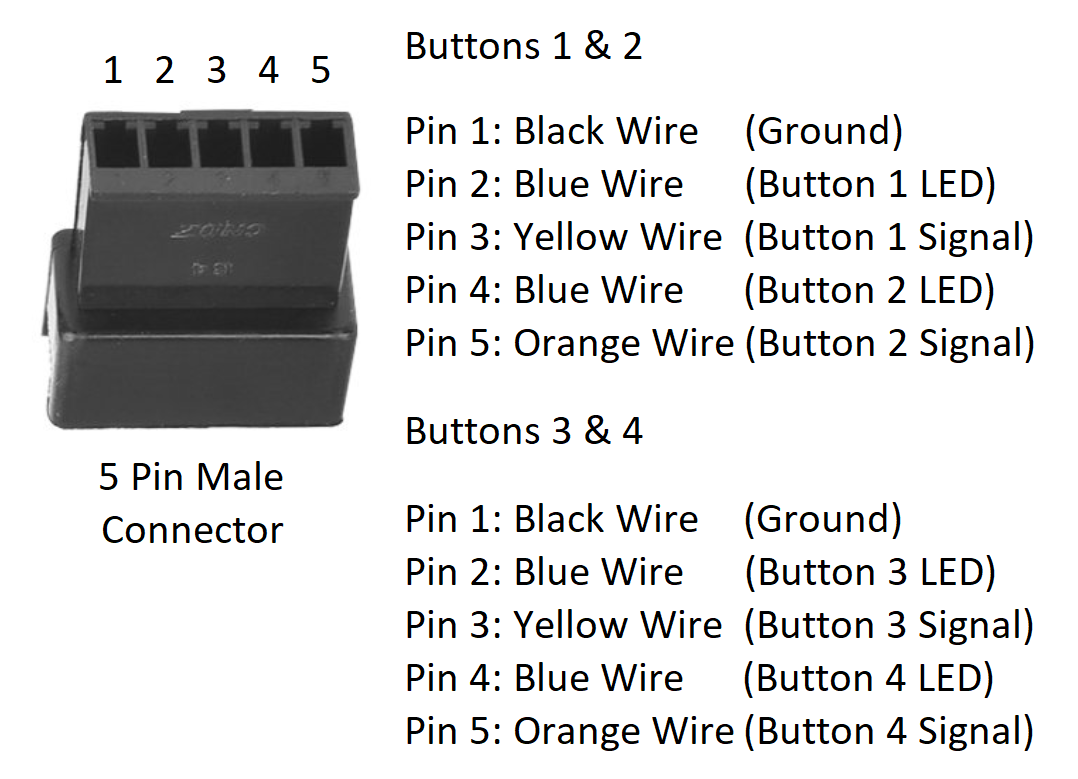 1 2 3 4 5
5 Pin Male
Connector
Buttons 1 & 2
Pin 1: Black Wire (Ground)
Pin 2: Blue Wire (Button 1 LED)
Pin 3: Yellow Wire (Button 1 Signal)
Pin 4: Blue Wire (Button 2 LED)
Pin 5: Orange Wire (Button 2 Signal)
Buttons 3 & 4
Pin 1: Black Wire (Ground)
Pin 2: Blue Wire (Button 3 LED)
Pin 3: Yellow Wire (Button 3 Signal)
Pin 4: Blue Wire (Button 4 LED)
Pin 5: Orange Wire (Button 4 Signal)